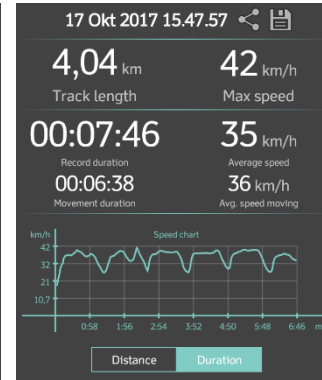 17 Okt 2017 15.47.57
4,04 km 42 km/h
Track length Max speed
00:07:46 35 km/h
Record duration Average speed
00:06:38 36 km/h
Movement duration Avg. speed moving
km/h Speed chart
42
32
21
10,7
0:58 1:56 2:54 3:52 4:50 5:48 6:46 m
Distance Duration